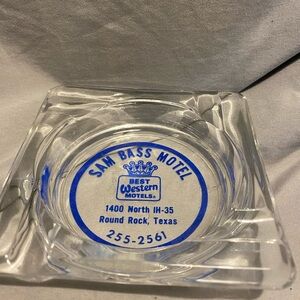 SAM BASS MOTEL
BEST
Western
MOTELS®
1400 North IH-35
Round Rock, Texas
255-2561